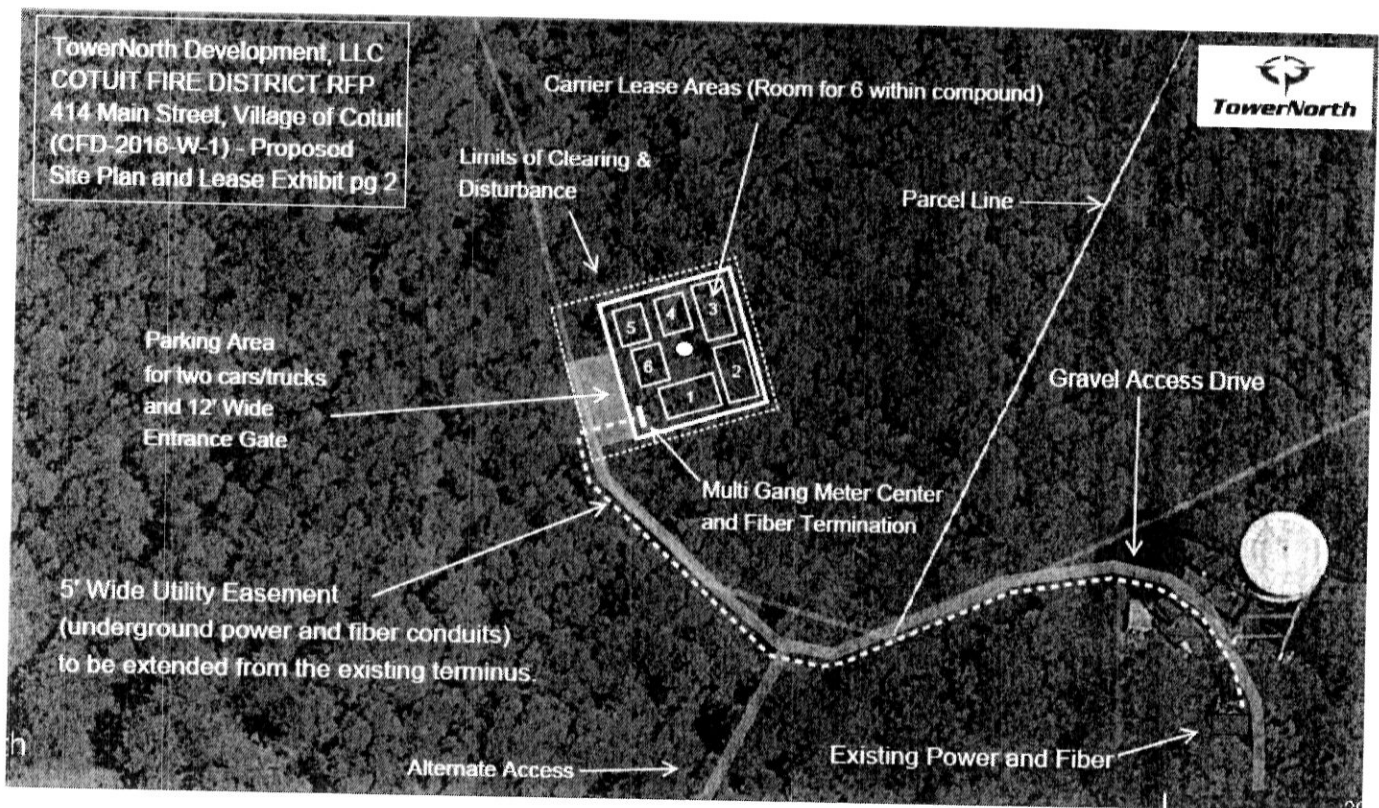 TowerNorth Development, LLC
COTUIT FIRE DISTRICT RFP
414 Main Street, Village of Cotuit
(CFD-2016-W-1) - Proposed
Site Plan and Lease Exhibit pg 2
Carrier Lease Areas (Room for 6 within compound)
TowerNorth
Limits of Clearing &
Disturbance
Parcel Line
5
4
3
6
2
1
Parking Area
for two cars/trucks
and 12' Wide
Entrance Gate
Gravel Access Drive
Multi Gang Meter Center
and Fiber Termination
5' Wide Utility Easement
(underground power and fiber conduits)
to be extended from the existing terminus.
Existing Power and Fiber
Alternate Access